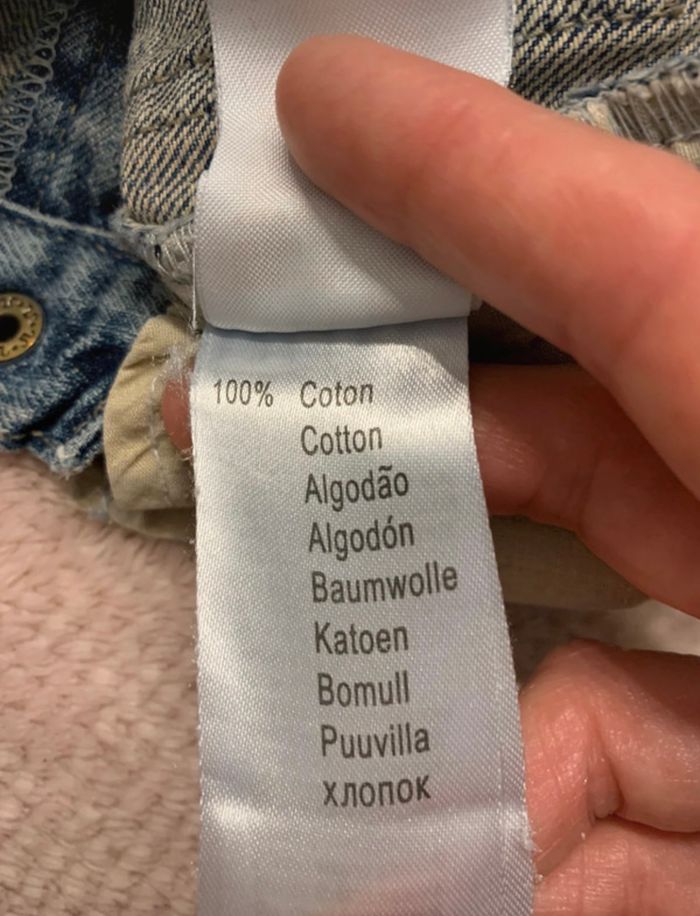 100% Coton
Cotton
Algodão
Algodón
Baumwolle
Katoen
Bomull
Puuvilla
хлопок